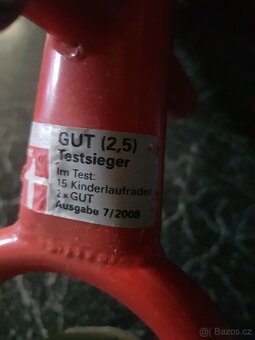 GUT (2,5)
Testsieger
Im Test:
15 Kinderlaufräder
2 x GUT
Ausgabe 7/2008
bazos.cz